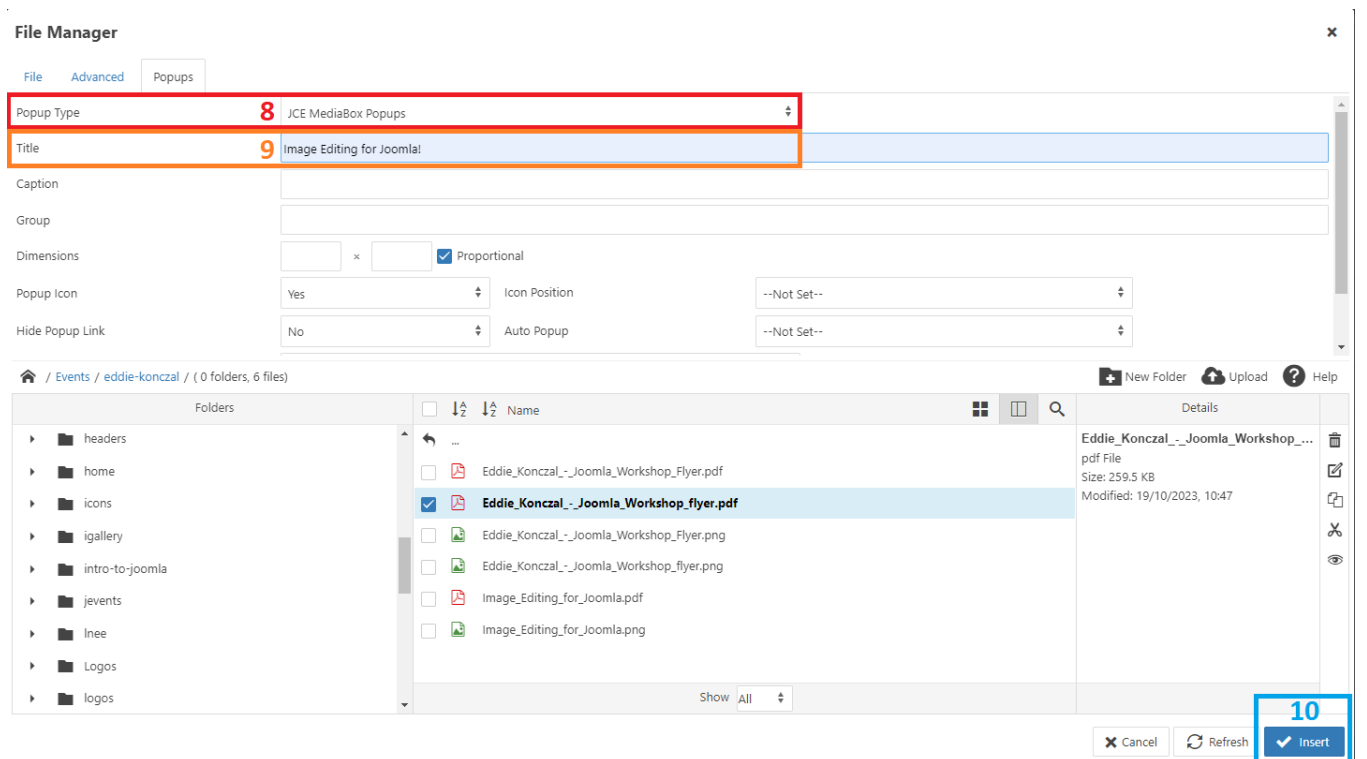 File Manager
File Advanced Popups
Popup Type 8 JCE MediaBox Popups
Title 9 Image Editing for Joomla!
Caption
Group
Dimensions × Proportional
Popup Icon Yes Icon Position --Not Set--
Hide Popup Link No Auto Popup --Not Set--
/ Events / eddie-konczal / ( 0 folders, 6 files) New Folder Upload ? Help
Folders Name Details
headers ... Eddie_Konczal_-_Joomla_Workshop_...
pdf File
home Eddie_Konczal_-_Joomla_Workshop_Flyer.pdf Size: 259.5 KB
icons Eddie_Konczal_-_Joomla_Workshop_flyer.pdf Modified: 19/10/2023, 10:47
igallery Eddie_Konczal_-_Joomla_Workshop_Flyer.png
intro-to-joomla Eddie_Konczal_-_Joomla_Workshop_flyer.png
jevents Image_Editing_for_Joomla.pdf
lnee Image_Editing_for_Joomla.png
Logos
logos Show All
10
Cancel Refresh Insert